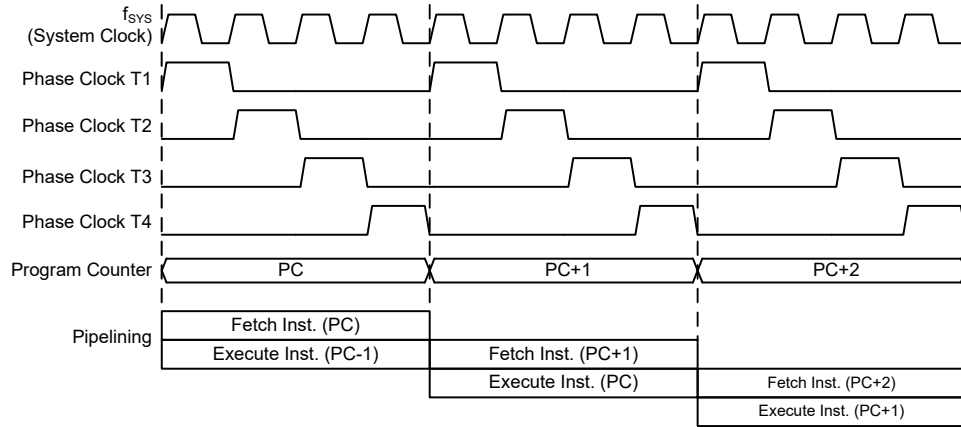 fSYS
(System Clock)
Phase Clock T1
Phase Clock T2
Phase Clock T3
Phase Clock T4
Program Counter PC PC+1 PC+2
Pipelining
Fetch Inst. (PC)
Execute Inst. (PC-1) Fetch Inst. (PC+1)
Execute Inst. (PC) Fetch Inst. (PC+2)
Execute Inst. (PC+1)